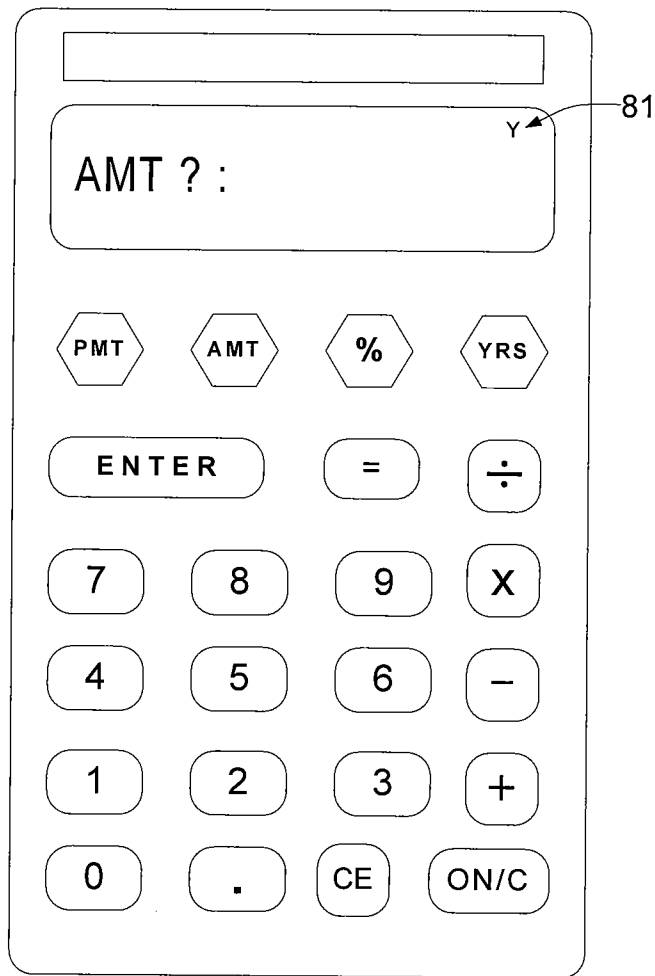 Y 81
AMT ? :
PMT AMT % YRS
ENTER = ÷
7 8 9 X
4 5 6 −
1 2 3 +
0 . CE ON/C